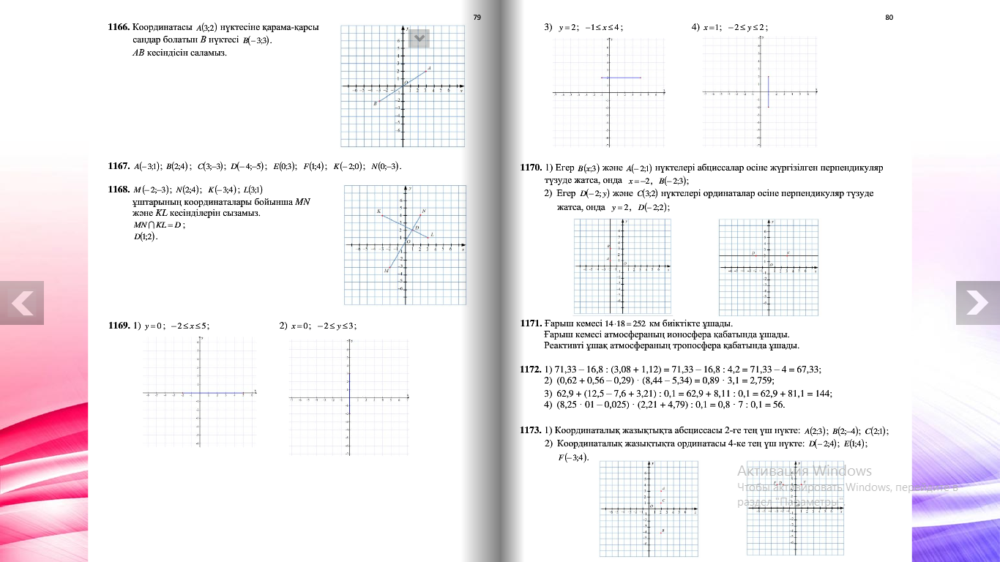 79
1166. Координатасы A(3;2) нүктесіне қарама-қарсы
сандар болатын B нүктесі B(−3;3).
AB кесіндісін саламыз.
1167. A(−3;1); B(2;4); C(3;−3); D(−4;−5); E(0;3); F(1;4); K(−2;0); N(0;−3).
1168. M(−2;−3); N(2;4); K(−3;4); L(3;1)
ұштарының координаталары бойынша MN
және KL кесінділерін сызамыз.
MN⋂KL=D;
D(1;2).
1169. 1) y=0; −2≤x≤5; 2) x=0; −2≤y≤3;
80
3) y=2; −1≤x≤4; 4) x=1; −2≤y≤2;
1170. 1) Егер B(x;3) және A(−2;1) нүктелері абциссалар осіне жүргізілген перпендикуляр
түзуде жатса, онда x=−2, B(−2;3);
2) Егер D(−2;y) және C(3;2) нүктелері ординаталар осіне перпендикуляр түзуде
жатса, онда y=2, D(−2;2);
1171. Ғарыш кемесі 14·18=252 км биіктікте ұшады.
Ғарыш кемесі атмосфераның ионосфера қабатында ұшады.
Реактивті ұшақ атмосфераның тропосфера қабатында ұшады.
1172. 1) 71,33 – 16,8 : (3,08 + 1,12) = 71,33 – 16,8 : 4,2 = 71,33 – 4 = 67,33;
2) (0,62 + 0,56 – 0,29) · (8,44 – 5,34) = 0,89 · 3,1 = 2,759;
3) 62,9 + (12,5 – 7,6 + 3,21) : 0,1 = 62,9 + 8,11 : 0,1 = 62,9 + 81,1 = 144;
4) (8,25 · 01 – 0,025) · (2,21 + 4,79) : 0,1 = 0,8 · 7 : 0,1 = 56.
1173. 1) Координаталық жазықтықта абсциссасы 2-ге тең үш нүкте: A(2;3); B(2;−4); C(2;1);
2) Координаталық жазықтықта ординатасы 4-ке тең үш нүкте: D(−2;4); E(1;4);
F(−3;4).
Активация Windows
Чтобы активировать Windows, перейдите в
раздел "Параметры".